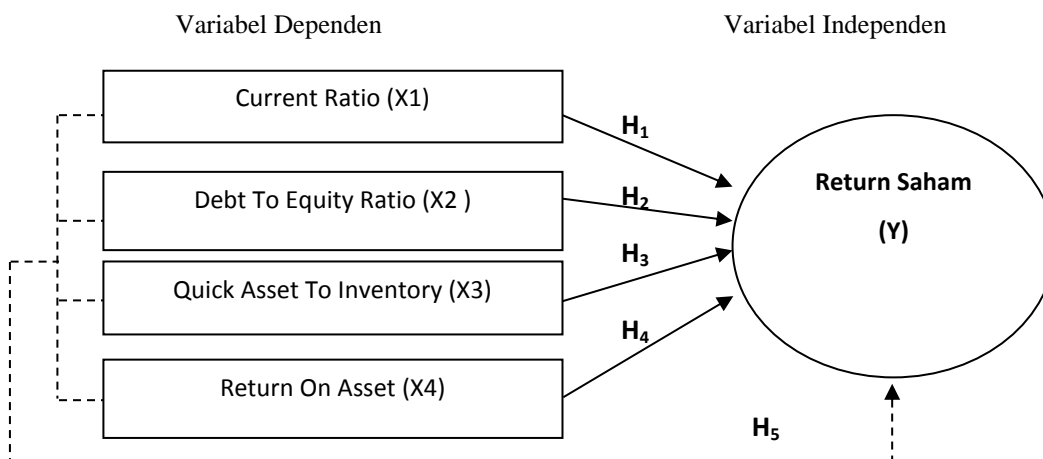 Variabel Dependen
Variabel Independen
Current Ratio (X1)
H₁
Debt To Equity Ratio (X2 )
H₂
Return Saham
(Y)
Quick Asset To Inventory (X3)
H₃
Return On Asset (X4)
H₄
H₅